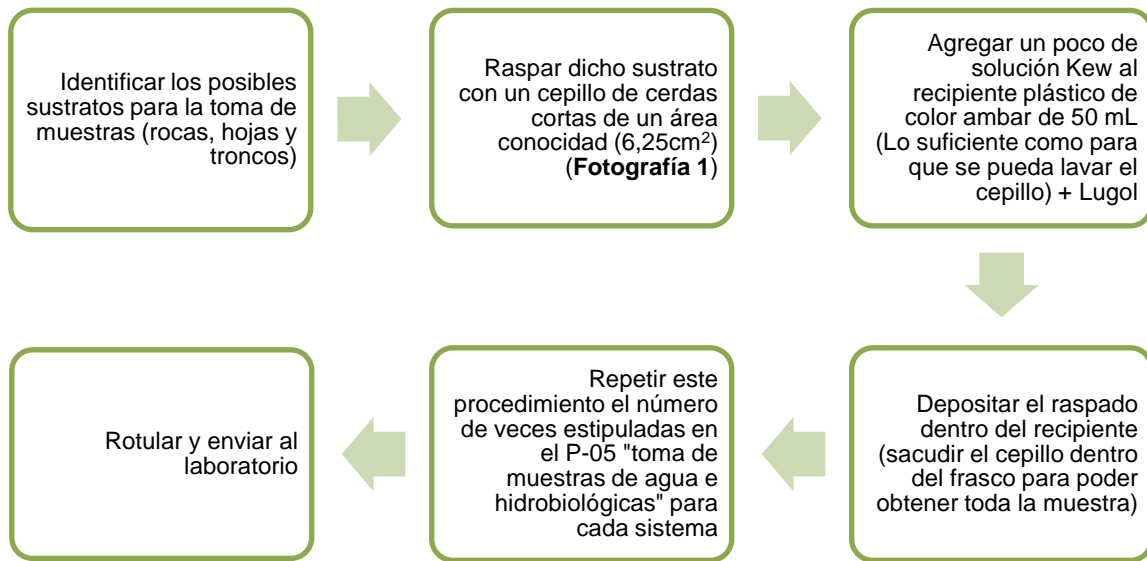 Identificar los posibles
sustratos para la toma de
muestras (rocas, hojas y
troncos)
Raspar dicho sustrato
con un cepillo de cerdas
cortas de un área
conocidad (6,25cm²)
(Fotografía 1)
Agregar un poco de
solución Kew al
recipiente plástico de
color ambar de 50 mL
(Lo suficiente como para
que se pueda lavar el
cepillo) + Lugol
Depositar el raspado
dentro del recipiente
(sacudir el cepillo dentro
del frasco para poder
obtener toda la muestra)
Repetir este
procedimiento el número
de veces estipuladas en
el P-05 "toma de
muestras de agua e
hidrobiológicas" para
cada sistema
Rotular y enviar al
laboratorio